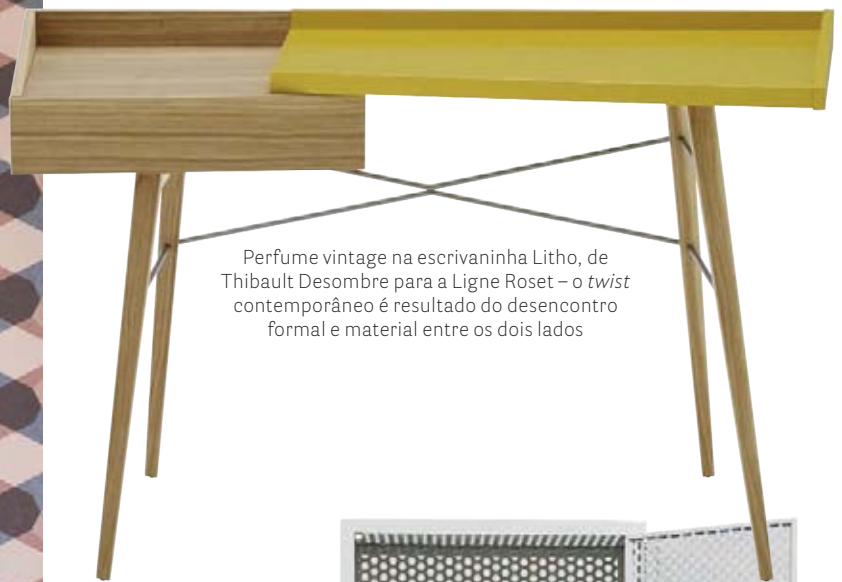 Perfume vintage na escrivaninha Litho, de
Thibault Desombre para a Ligne Roset – o twist
contemporâneo é resultado do desencontro
formal e material entre os dois lados